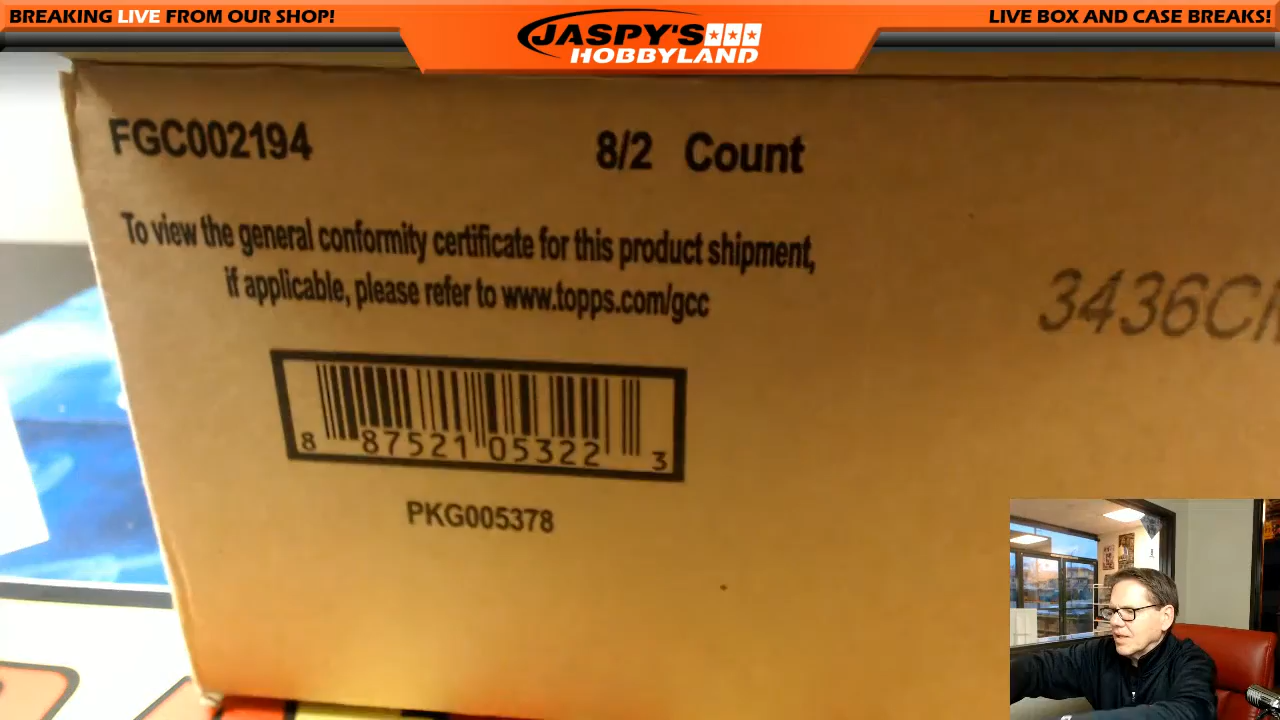 BREAKING LIVE FROM OUR SHOP!
JASPY'S
HOBBYLAND
LIVE BOX AND CASE BREAKS!
FGC002194
8/2 Count
To view the general conformity certificate for this product shipment,
if applicable, please refer to www.topps.com/gcc
3436C
8 87521 05322 3
PKG005378